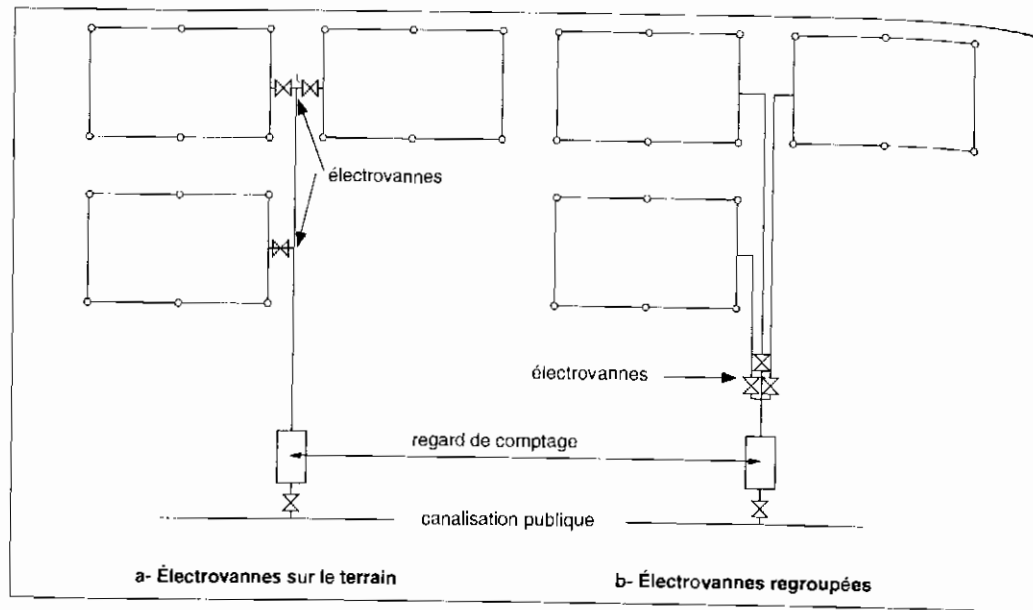 électrovannes
électrovannes
regard de comptage
canalisation publique
a- Électrovannes sur le terrain
b- Électrovannes regroupées